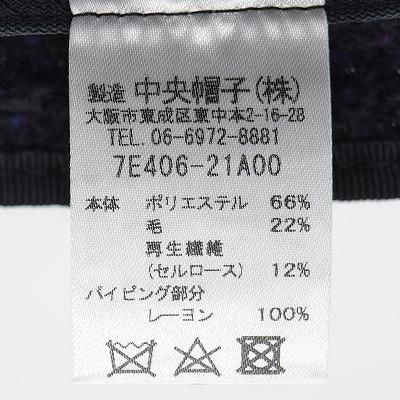 製造 中央帽子(株)
大阪市東成区東中本2-16-28
TEL. 06-6972-8881
7E406-21A00
本体 ポリエステル 66%
毛 22%
再生繊維
(セルロース) 12%
パイピング部分
レーヨン 100%